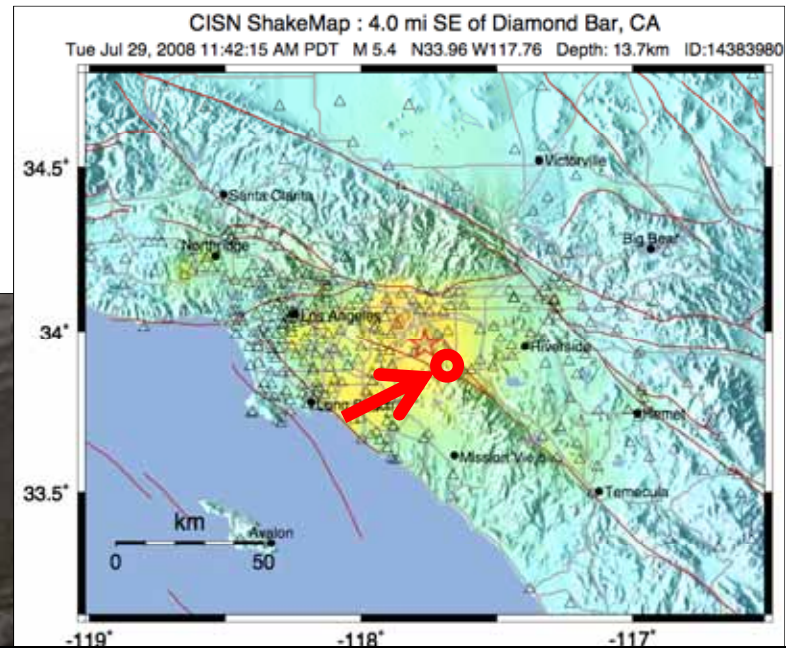 CISN ShakeMap : 4.0 mi SE of Diamond Bar, CA
Tue Jul 29, 2008 11:42:15 AM PDT M 5.4 N33.96 W117.76 Depth: 13.7km ID:14383980
34.5°
Victorville
Santa Clarita
Big Bear
Northridge
34°
Los Angeles
Riverside
Long
Hemet
Mission Viejo
33.5°
Temecula
km
Avalon
0 50
-119° -118° -117°